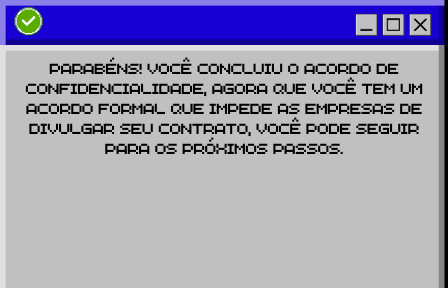 PARABÉNS! VOCÊ CONCLUIU O ACORDO DE
CONFIDENCIALIDADE, AGORA QUE VOCÊ TEM UM
ACORDO FORMAL QUE IMPEDE AS EMPRESAS DE
DIVULGAR SEU CONTRATO, VOCÊ PODE SEGUIR
PARA OS PRÓXIMOS PASSOS.